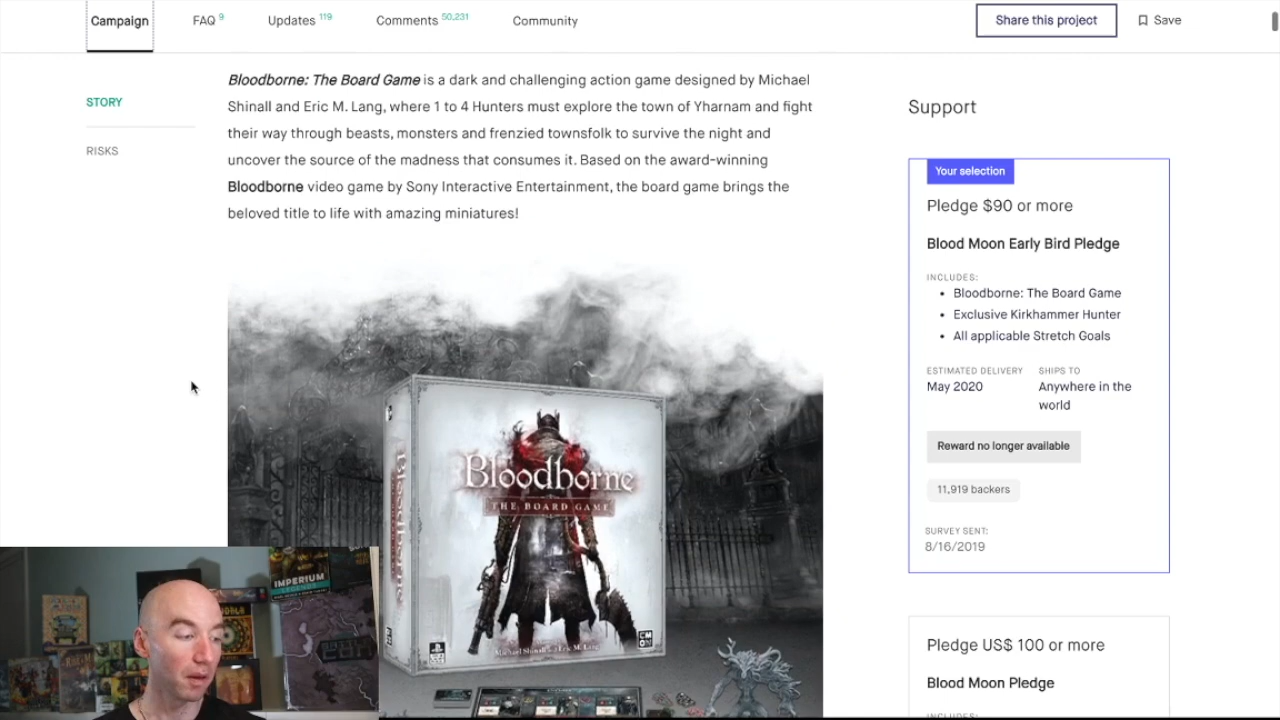 Campaign
FAQ 9
Updates 119
Comments 50,231
Community
Share this project
Save
STORY
RISKS
Bloodborne: The Board Game is a dark and challenging action game designed by Michael
Shinall and Eric M. Lang, where 1 to 4 Hunters must explore the town of Yharnam and fight
their way through beasts, monsters and frenzied townsfolk to survive the night and
uncover the source of the madness that consumes it. Based on the award-winning
Bloodborne video game by Sony Interactive Entertainment, the board game brings the
beloved title to life with amazing miniatures!
Bloodborne
THE BOARD GAME
Bloodborne
Michael Shinall and Eric M. Lang
CMON
IMPERIUM
LEGENDS
Support
Your selection
Pledge $90 or more
Blood Moon Early Bird Pledge
INCLUDES:
• Bloodborne: The Board Game
• Exclusive Kirkhammer Hunter
• All applicable Stretch Goals
ESTIMATED DELIVERY
May 2020
SHIPS TO
Anywhere in the
world
Reward no longer available
11,919 backers
SURVEY SENT:
8/16/2019
Pledge US$ 100 or more
Blood Moon Pledge
INCLUDES: